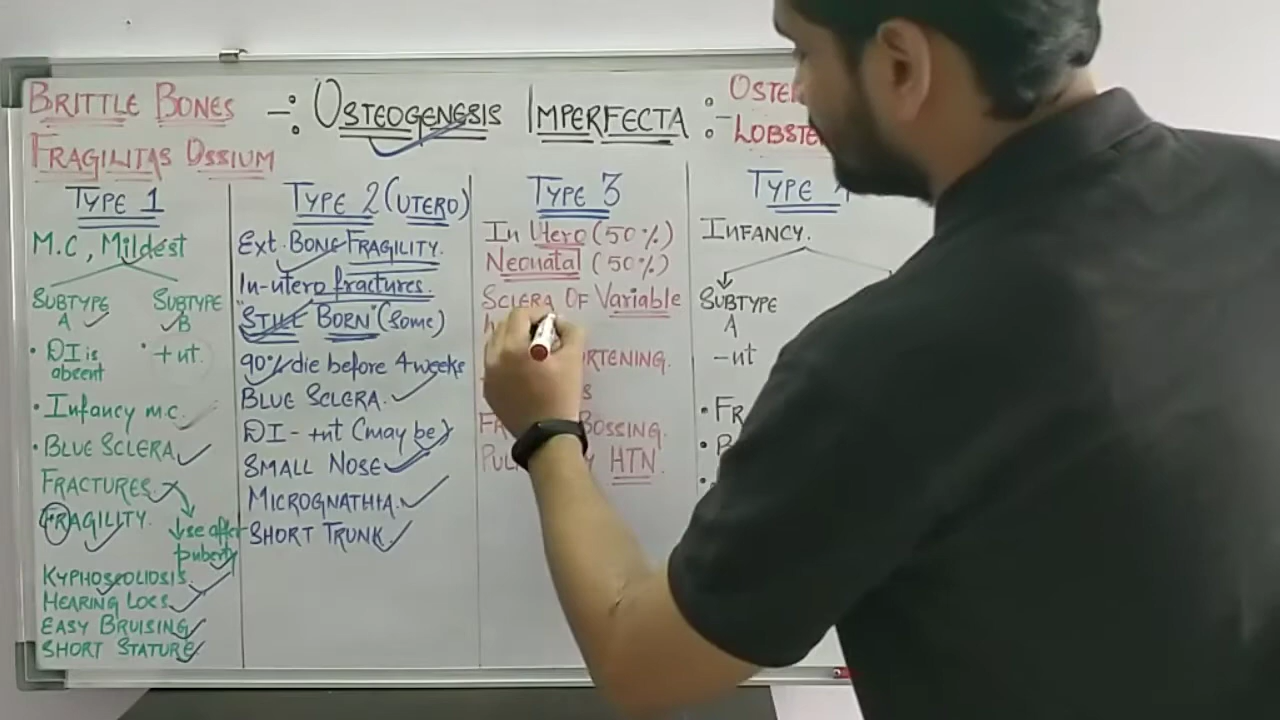 BRITTLE BONES
FRAGILITAS OSSIUM
-: OSTEOGENESIS IMPERFECTA :-
LOBSTE
TYPE 1
M.C, Mildest
SUBTYPE A
SUBTYPE B
• DI is absent
• +nt.
• Infancy m.c.
• BLUE SCLERA
FRACTURES
↓se after puberty
FRAGILITY.
KYPHOSCOLIOSIS
HEARING LOSS
EASY BRUISING
SHORT STATURE
TYPE 2 (UTERO)
Ext. BONE FRAGILITY.
In-utero fractures.
"STILL BORN" (Some)
90% die before 4 weeks
BLUE SCLERA.
DI - +nt (may be)
SMALL NOSE
MICROGNATHIA.
SHORT TRUNK
TYPE 3
In Utero (50%)
Neonatal (50%)
SCLERA OF Variable
RTENING.
BOSSING.
HTN.
TYPE
INFANCY.
SUBTYPE A
-nt